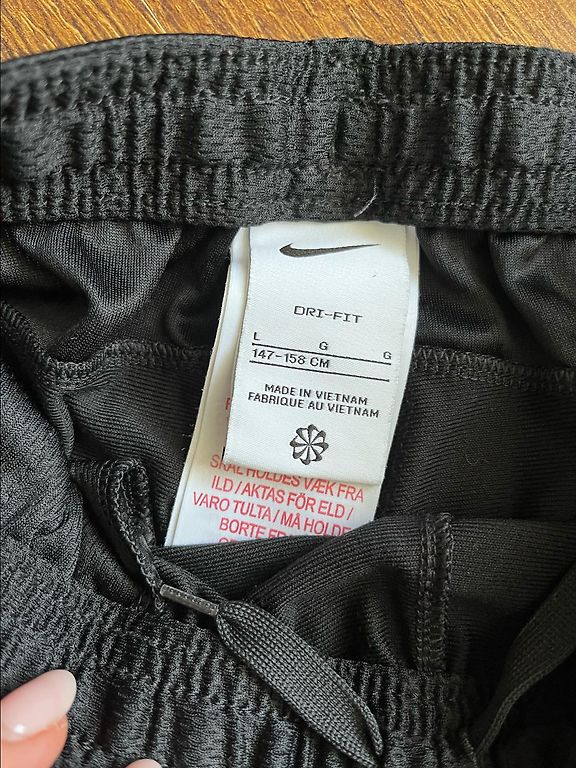 DRI-FIT
L G G
147-158 CM
MADE IN VIETNAM
FABRIQUE AU VIETNAM
SKAL HOLDES VÆK FRA
ILD / AKTAS FÖR ELD /
VARO TULTA / MÅ HOLDE
BORTE